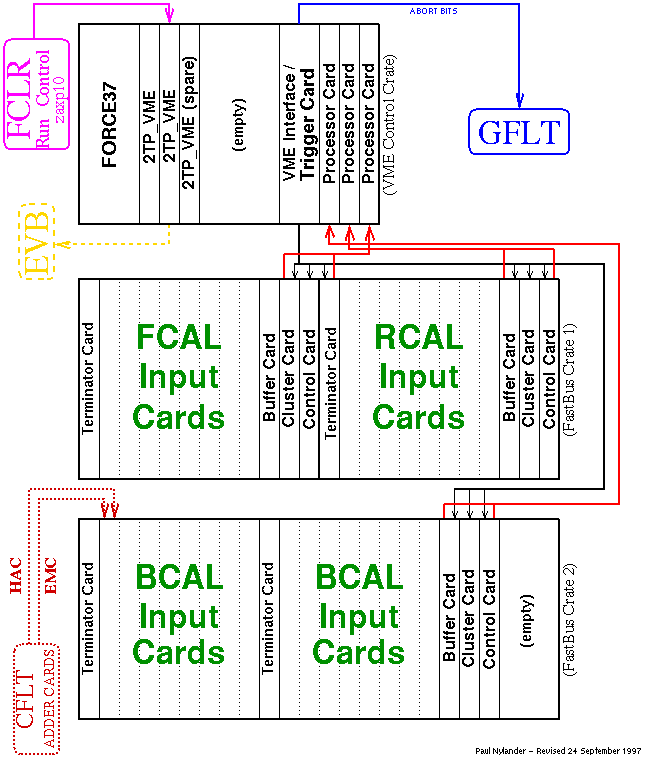 ABORT BITS
FCLR
Run Control
zaxp10
FORCE37
2TP_VME
2TP_VME
2TP_VME (spare)
(empty)
VME Interface /
Trigger Card
Processor Card
Processor Card
Processor Card
(VME Control Crate)
GFLT
EVB
Terminator Card
FCAL
Input
Cards
Buffer Card
Cluster Card
Control Card
Terminator Card
RCAL
Input
Cards
Buffer Card
Cluster Card
Control Card
(FastBus Crate 1)
HAC
EMC
CFLT
ADDER CARDS
Terminator Card
BCAL
Input
Cards
Terminator Card
BCAL
Input
Cards
Buffer Card
Cluster Card
Control Card
(empty)
(FastBus Crate 2)
Paul Nylander – Revised 24 September 1997